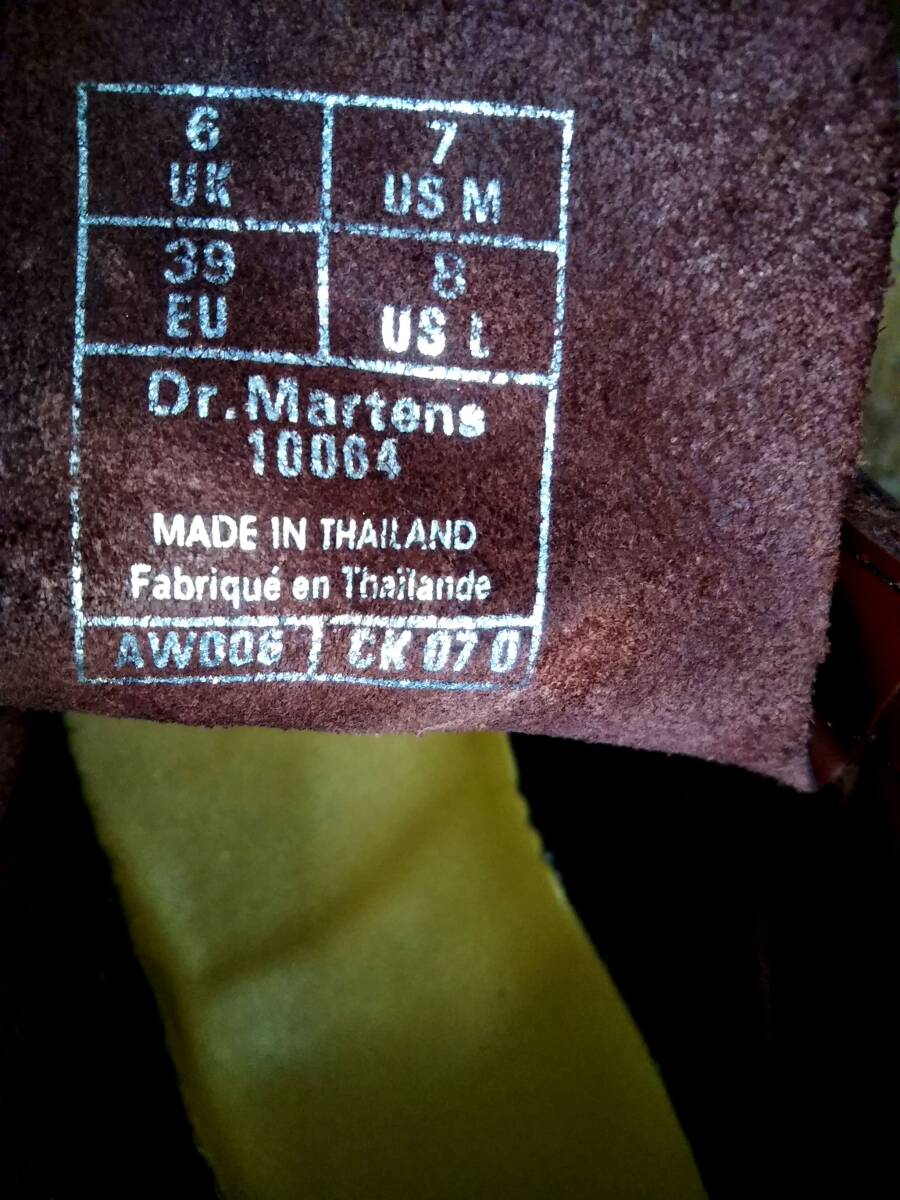 6
UK
7
US M
39
EU
8
US L
Dr. Martens
10064
MADE IN THAILAND
Fabriqué en Thaïlande
AW006 T CK 07 0